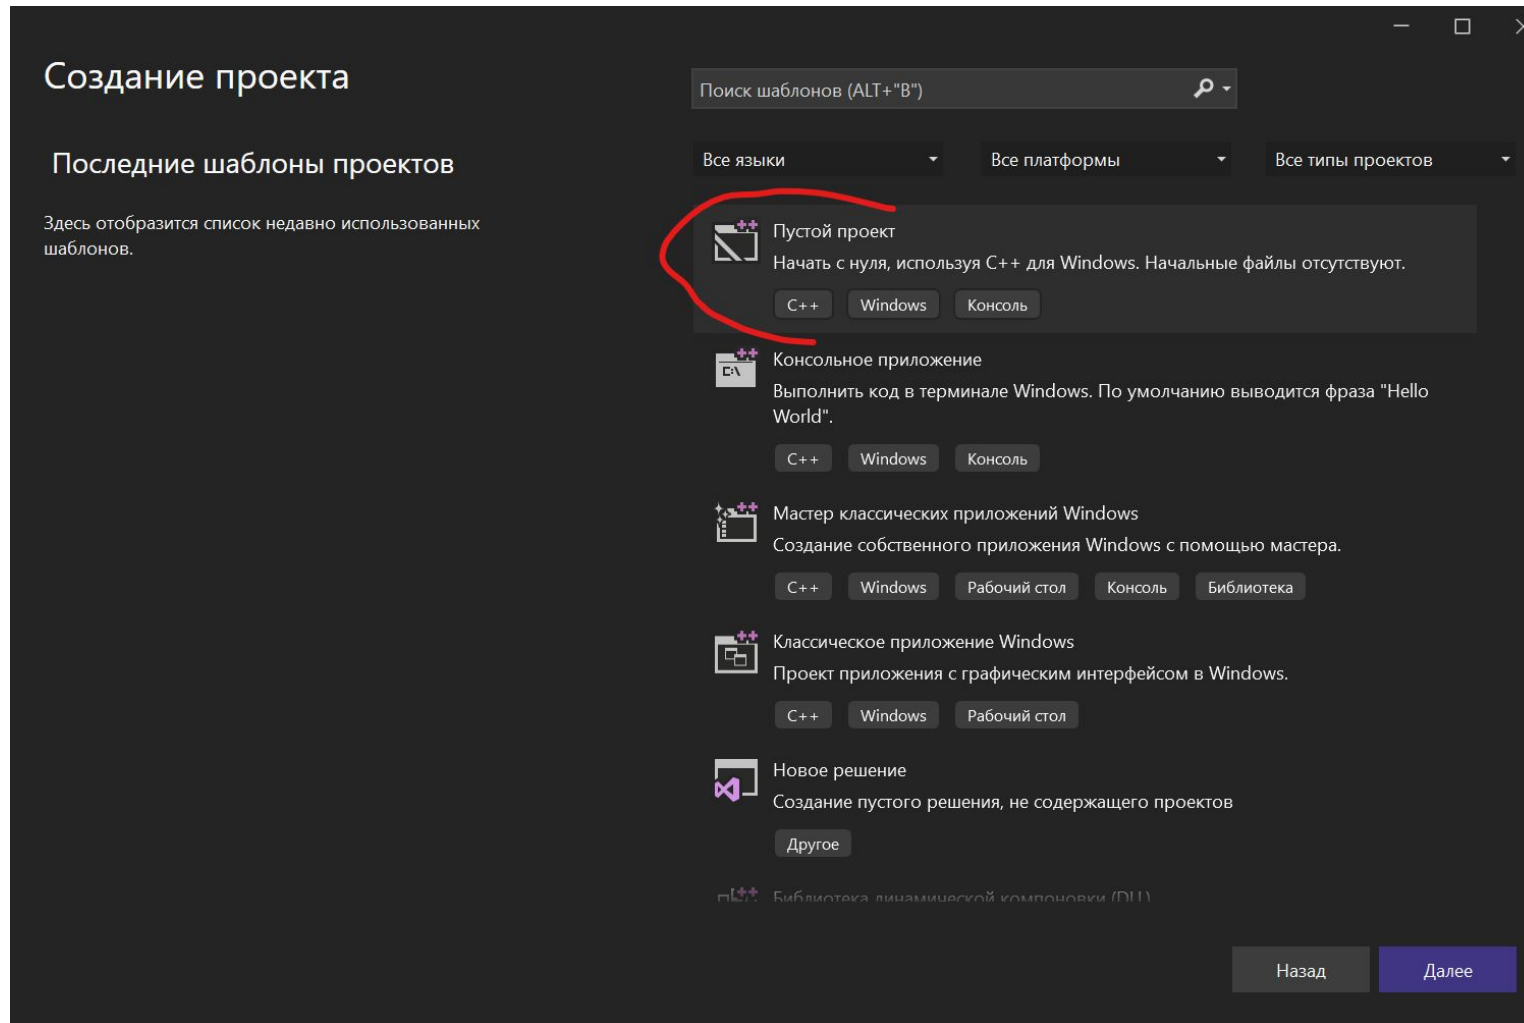 Создание проекта
Поиск шаблонов (ALT+"B")
Последние шаблоны проектов
Все языки
Все платформы
Все типы проектов
Здесь отобразится список недавно использованных
шаблонов.
Пустой проект
Начать с нуля, используя C++ для Windows. Начальные файлы отсутствуют.
C++ Windows Консоль
Консольное приложение
C:\
Выполнить код в терминале Windows. По умолчанию выводится фраза "Hello
World".
C++ Windows Консоль
Мастер классических приложений Windows
Создание собственного приложения Windows с помощью мастера.
C++ Windows Рабочий стол Консоль Библиотека
Классическое приложение Windows
Проект приложения с графическим интерфейсом в Windows.
C++ Windows Рабочий стол
Новое решение
Создание пустого решения, не содержащего проектов
Другое
Библиотека динамической компоновки (DLL)
Назад
Далее